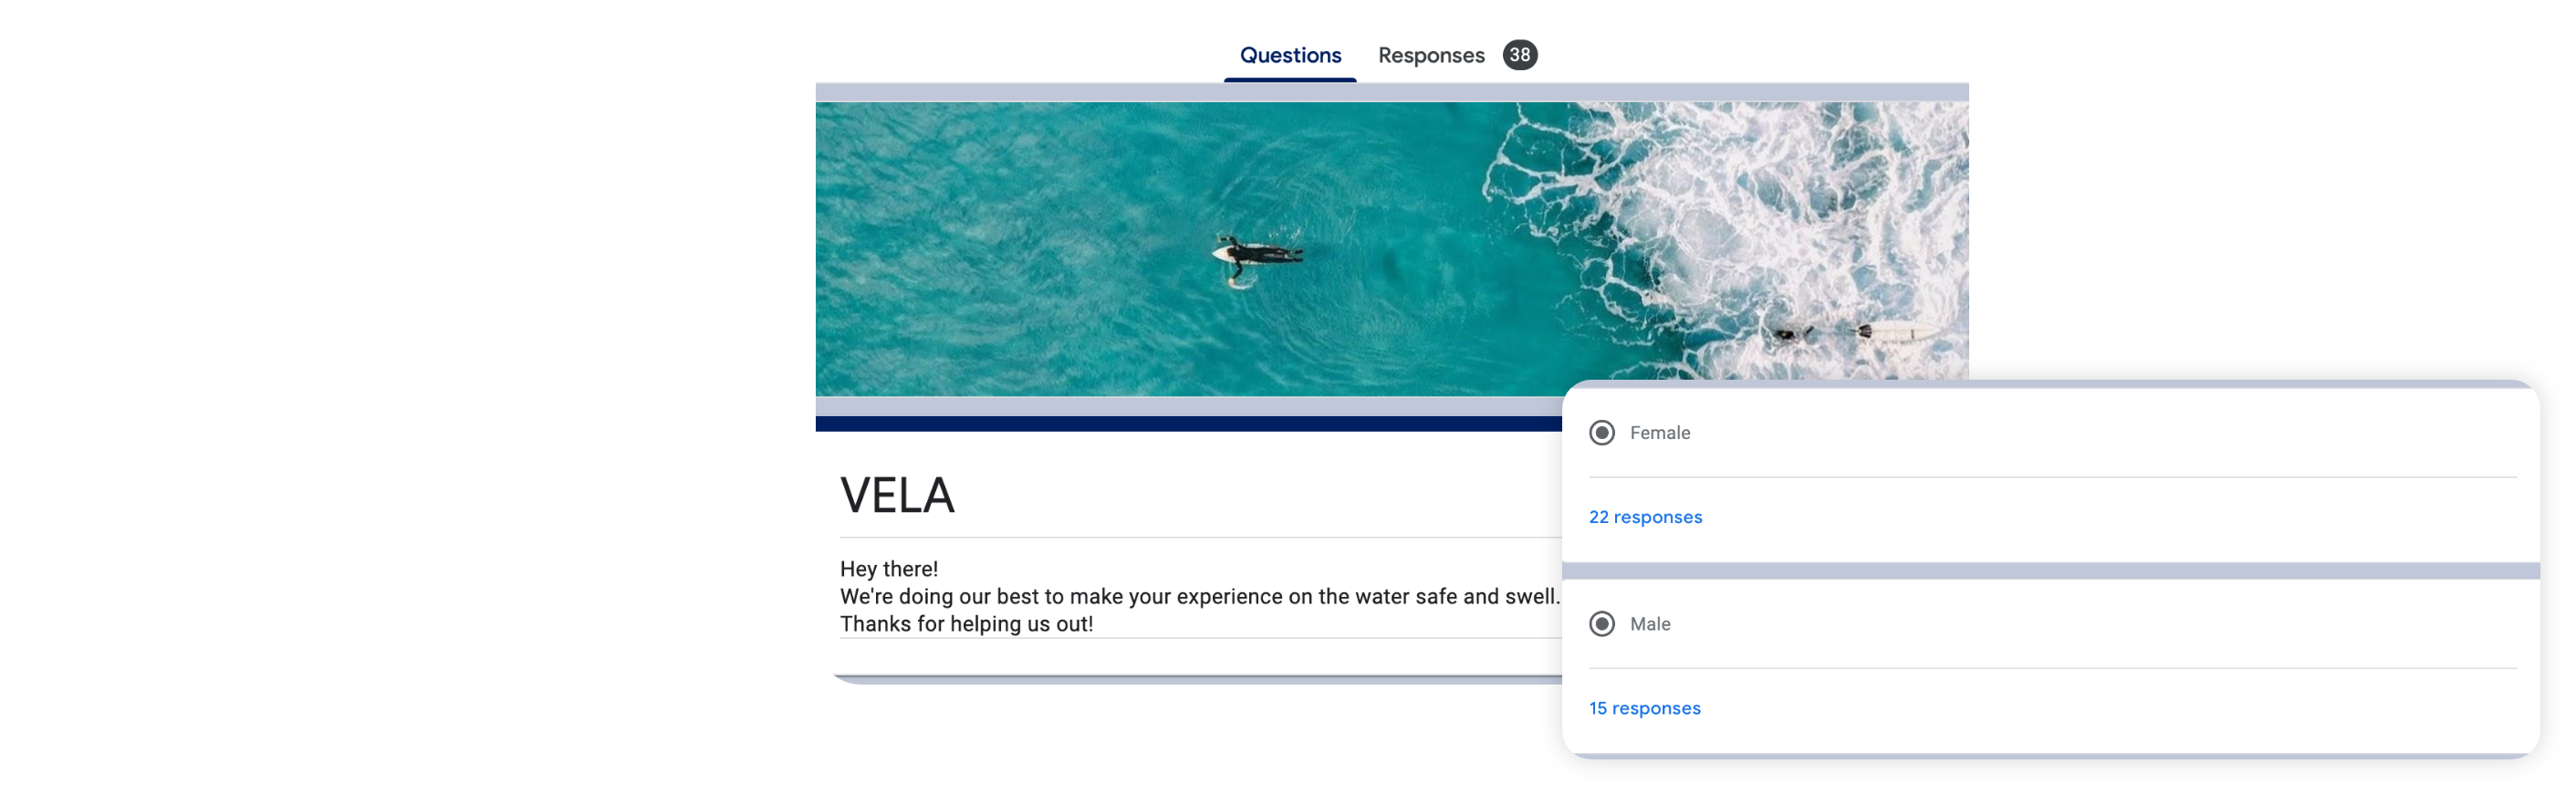 Questions Responses 38
VELA
Hey there!
We're doing our best to make your experience on the water safe and swell.
Thanks for helping us out!
Female
22 responses
Male
15 responses